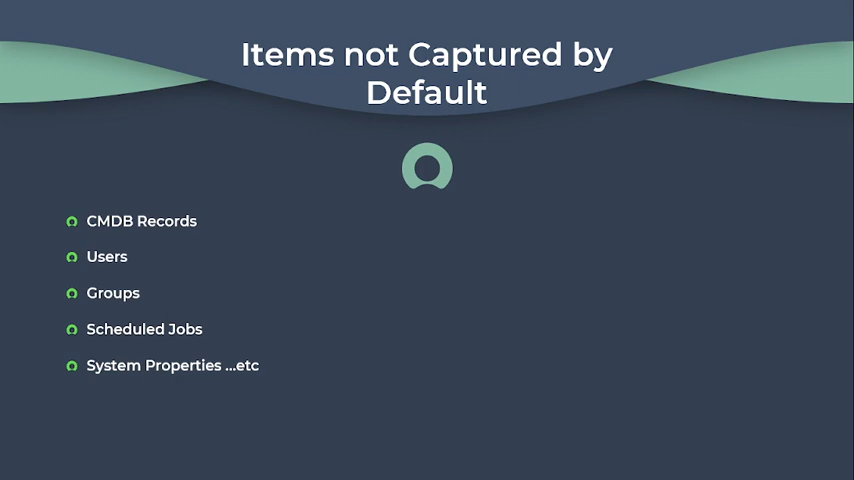 Items not Captured by
Default
CMDB Records
Users
Groups
Scheduled Jobs
System Properties ...etc